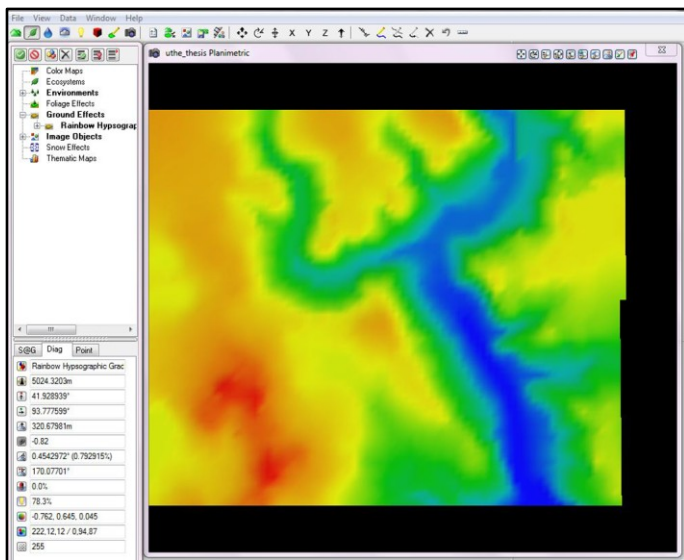 File View Data Window Help
X Y Z
uthe_thesis Planimetric
Color Maps
Ecosystems
Environments
Foliage Effects
Ground Effects
Rainbow Hypsograp
Image Objects
Snow Effects
Thematic Maps
S@G Diag Point
Rainbow Hypsographic Grac
5024.3203m
41.928939°
93.777599°
320.67981m
-0.82
0.4542972° (0.792915%)
170.07701°
0.0%
78.3%
-0.762, 0.645, 0.045
222,12,12 / 0,94,87
255